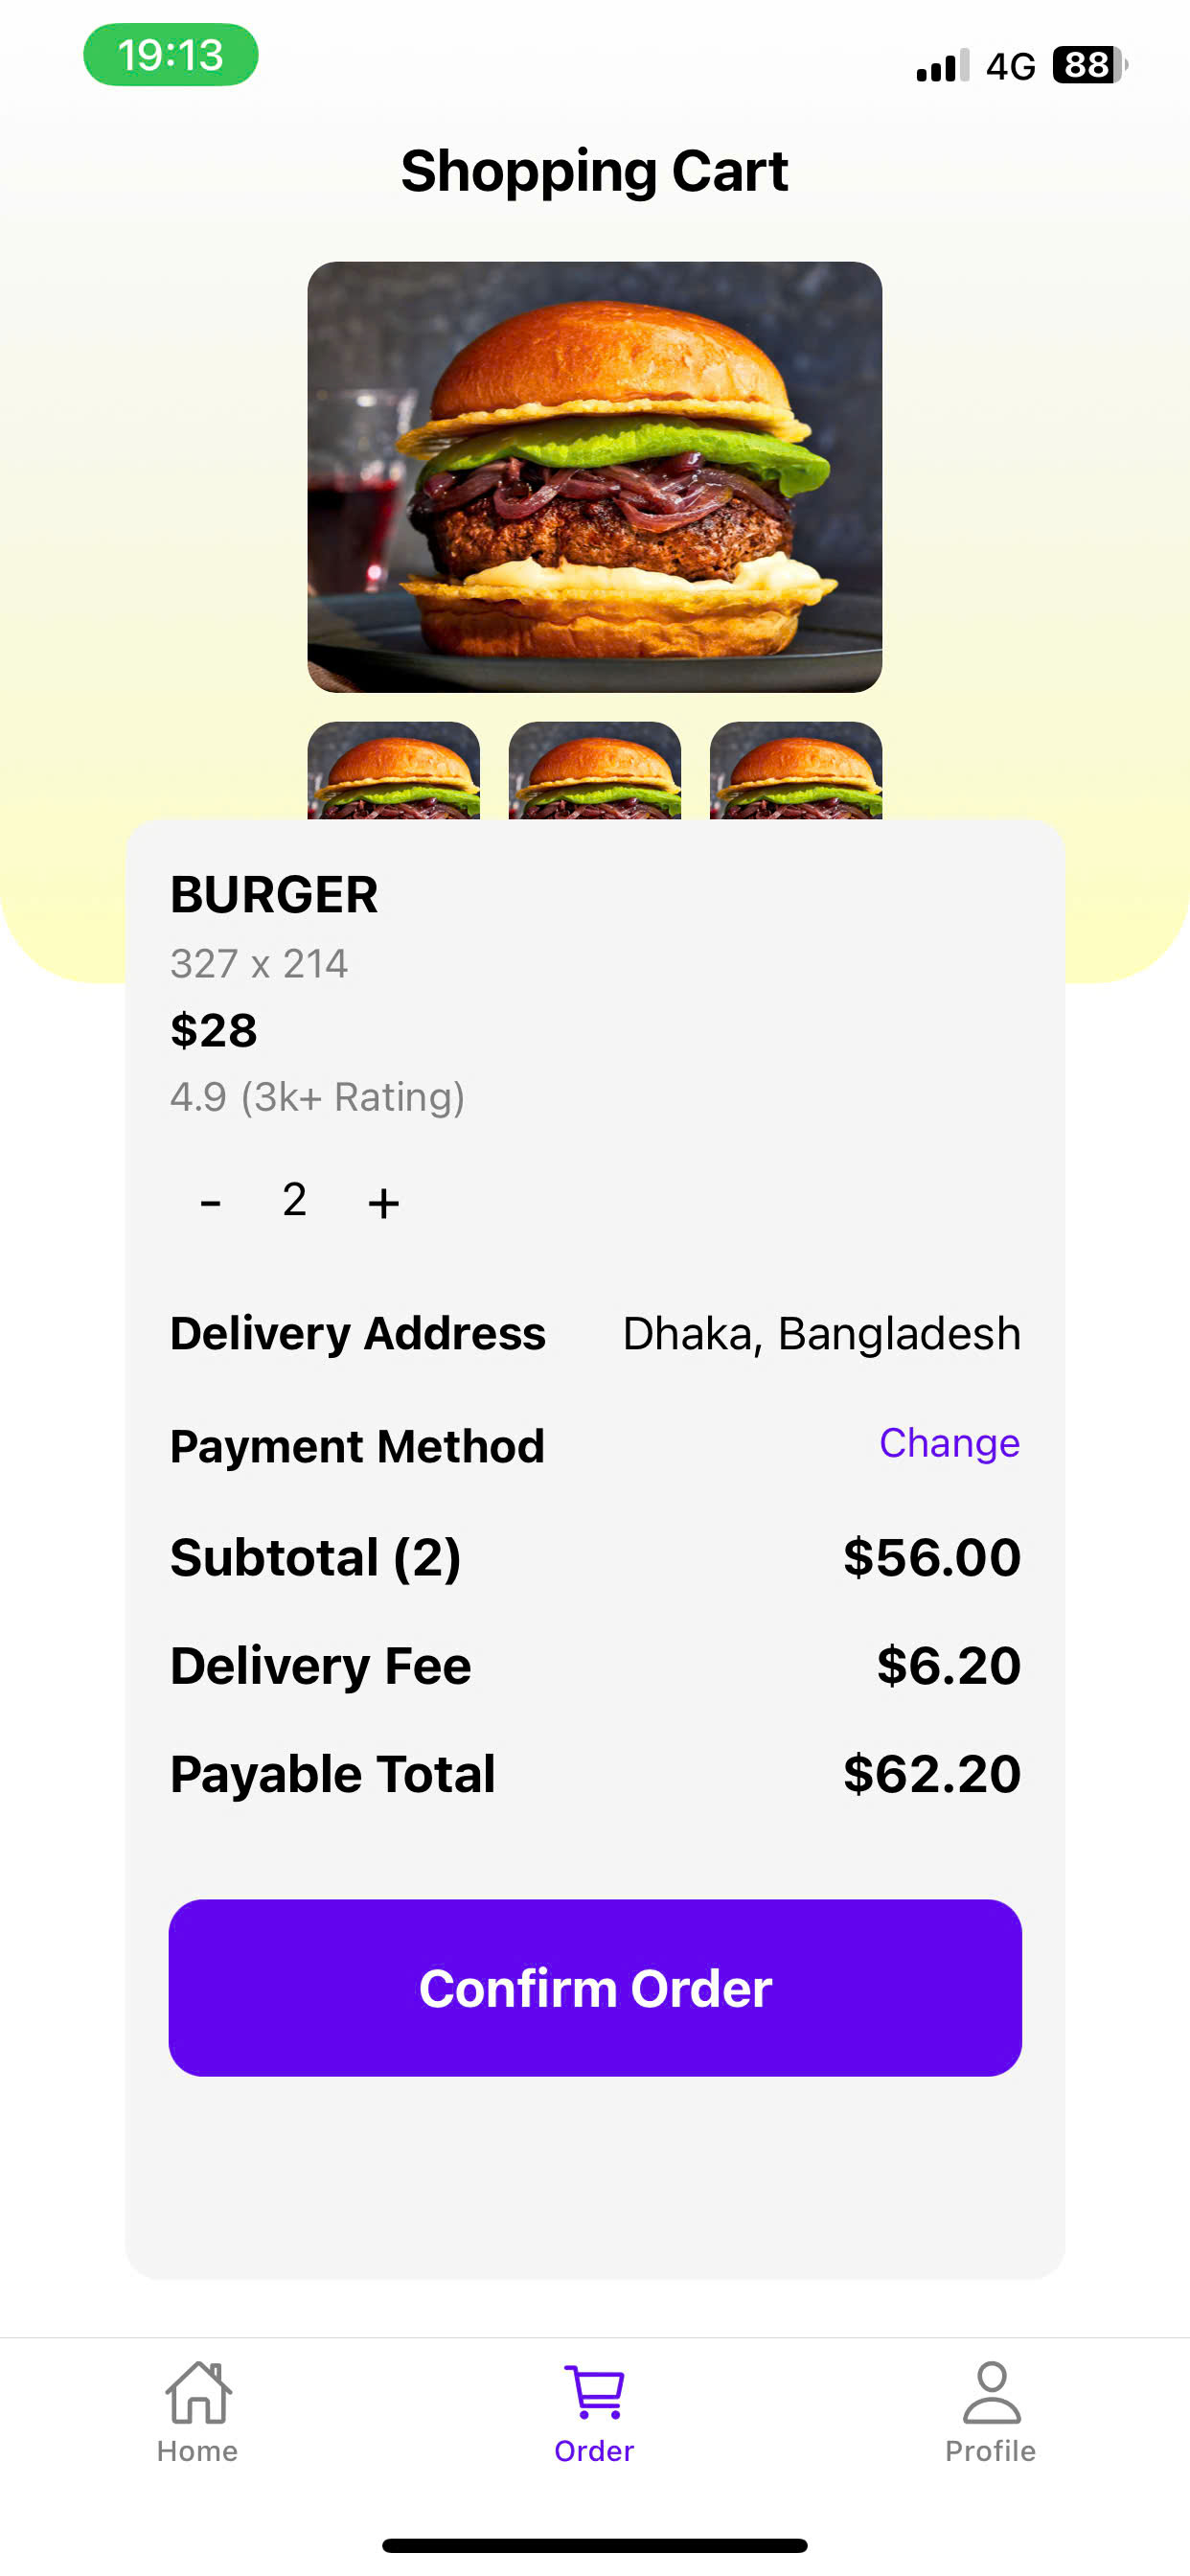 19:13
4G 88
Shopping Cart
BURGER
327 x 214
$28
4.9 (3k+ Rating)
- 2 +
Delivery Address Dhaka, Bangladesh
Payment Method Change
Subtotal (2) $56.00
Delivery Fee $6.20
Payable Total $62.20
Confirm Order
Home Order Profile